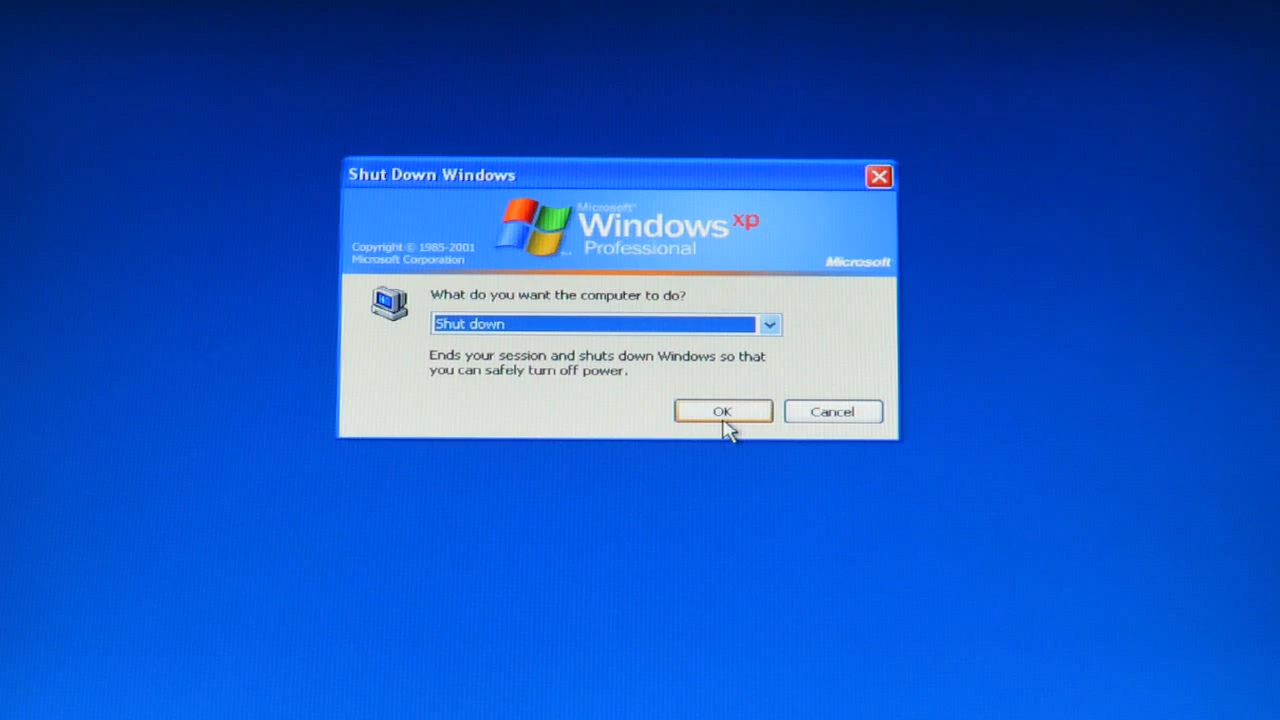 Shut Down Windows
Microsoft®
Windows xp
Professional
Copyright © 1985-2001
Microsoft Corporation
Microsoft
What do you want the computer to do?
Shut down
Ends your session and shuts down Windows so that
you can safely turn off power.
OK
Cancel